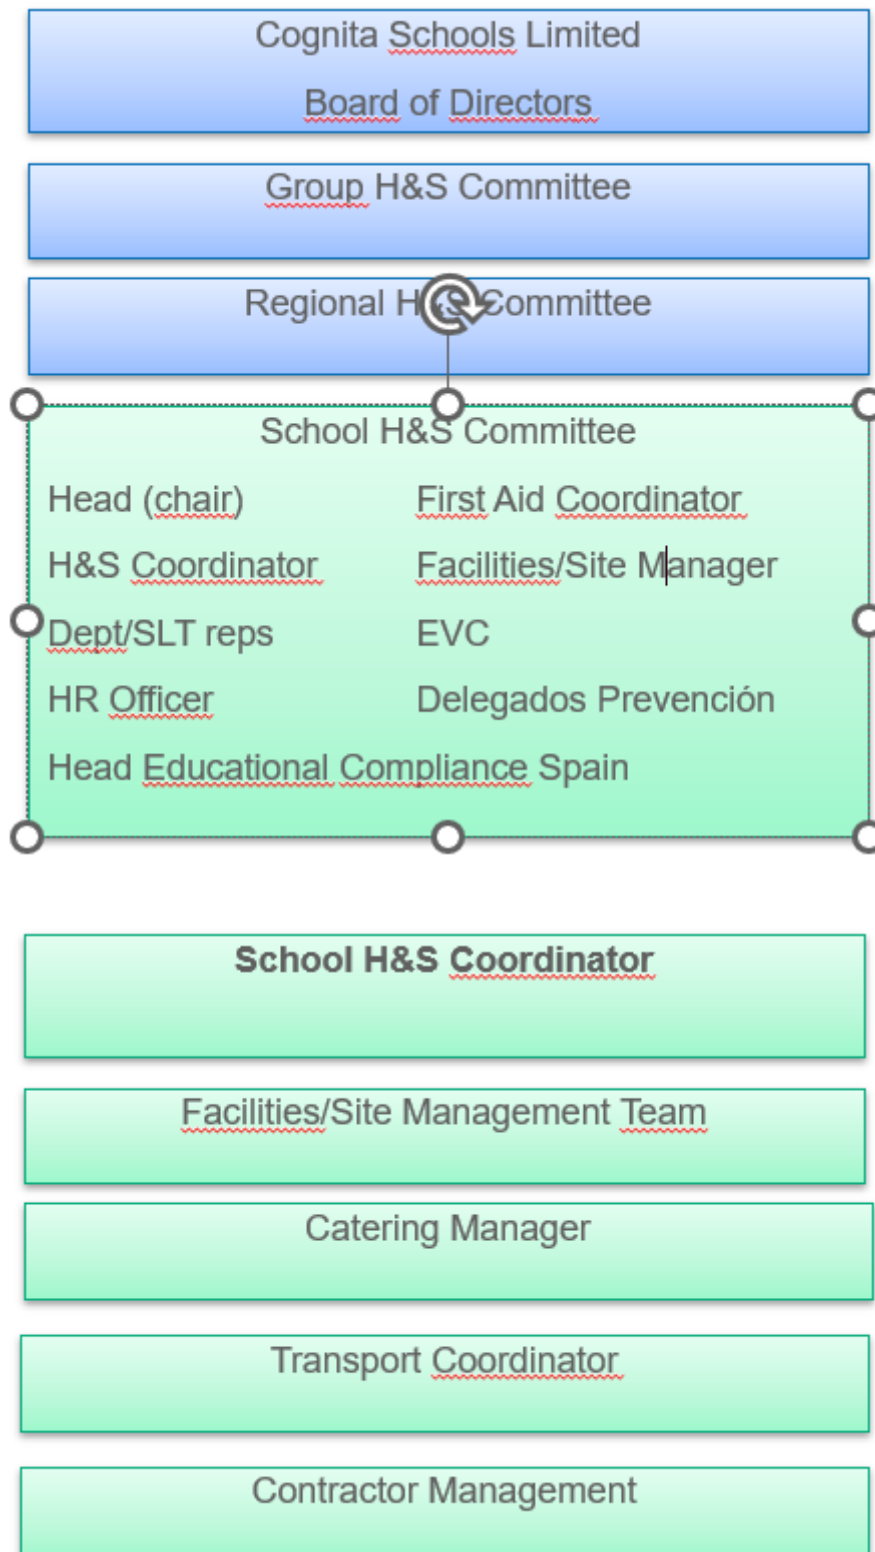 Cognita Schools Limited
Board of Directors
Group H&S Committee
Regional H&S Committee
School H&S Committee
Head (chair) First Aid Coordinator
H&S Coordinator Facilities/Site Manager
Dept/SLT reps EVC
HR Officer Delegados Prevención
Head Educational Compliance Spain
School H&S Coordinator
Facilities/Site Management Team
Catering Manager
Transport Coordinator
Contractor Management